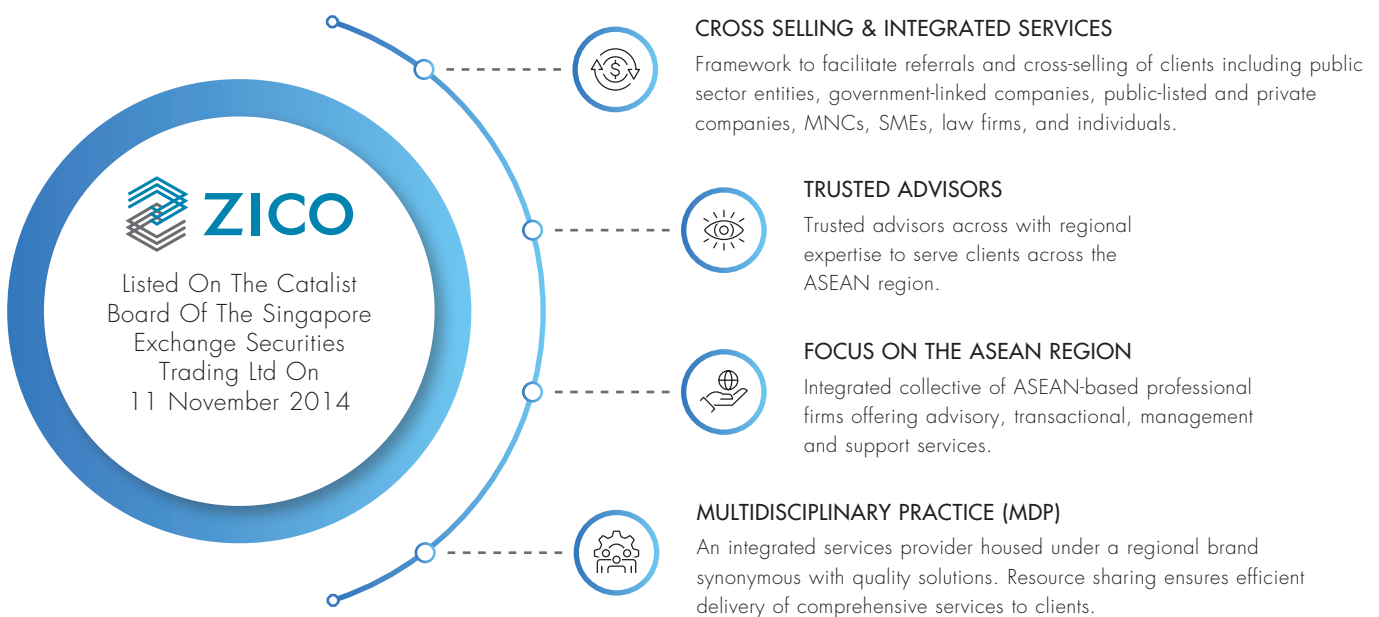 ZICO
Listed On The Catalist
Board Of The Singapore
Exchange Securities
Trading Ltd On
11 November 2014
CROSS SELLING & INTEGRATED SERVICES
Framework to facilitate referrals and cross-selling of clients including public
sector entities, government-linked companies, public-listed and private
companies, MNCs, SMEs, law firms, and individuals.
TRUSTED ADVISORS
Trusted advisors across with regional
expertise to serve clients across the
ASEAN region.
FOCUS ON THE ASEAN REGION
Integrated collective of ASEAN-based professional
firms offering advisory, transactional, management
and support services.
MULTIDISCIPLINARY PRACTICE (MDP)
An integrated services provider housed under a regional brand
synonymous with quality solutions. Resource sharing ensures efficient
delivery of comprehensive services to clients.